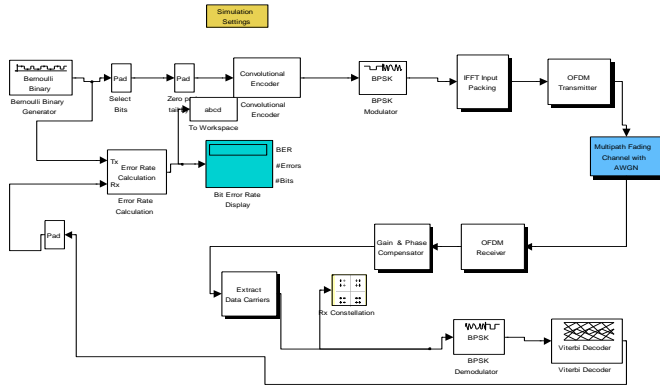 Simulation
Settings
Bernoulli
Binary
Bernoulli Binary
Generator
Pad
Select
Bits
Pad
Zero p
tail
Convolutional
Encoder
Convolutional
Encoder
abcd
To Workspace
BPSK
BPSK
Modulator
IFFT Input
Packing
OFDM
Transmitter
Multipath Fading
Channel with
AWGN
Tx
Rx
Error Rate
Calculation
Error Rate
Calculation
BER
#Errors
#Bits
Bit Error Rate
Display
Pad
Gain & Phase
Compensator
OFDM
Receiver
Extract
Data Carriers
Rx Constellation
BPSK
BPSK
Demodulator
Viterbi Decoder
Viterbi Decoder